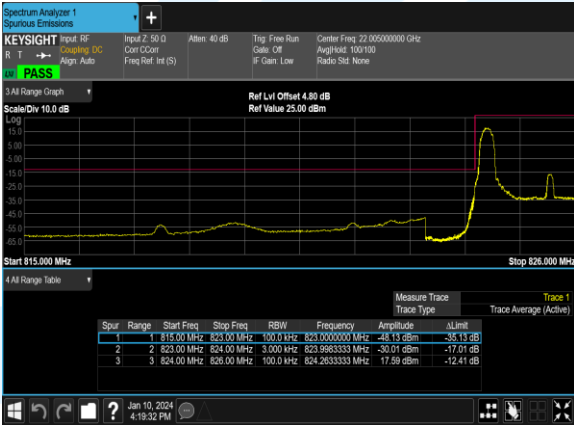 Spectrum Analyzer 1
Spurious Emissions
+
KEYSIGHT Input: RF
R T Coupling: DC
Align: Auto
LW PASS
Input Z: 50 Ω
Corr CCorr
Freq Ref: Int (S)
Atten: 40 dB
Trig: Free Run
Gate: Off
IF Gain: Low
Center Freq: 22.005000000 GHz
Avg|Hold: 100/100
Radio Std: None
3 All Range Graph
Scale/Div 10.0 dB
Ref Lvl Offset 4.80 dB
Ref Value 25.00 dBm
Log
15.0
5.00
-5.00
-15.0
-25.0
-35.0
-45.0
-55.0
-65.0
Start 815.000 MHz Stop 826.000 MHz
4 All Range Table
Measure Trace Trace 1
Trace Type Trace Average (Active)
Spur Range Start Freq Stop Freq RBW Frequency Amplitude ΔLimit
1 1 815.00 MHz 823.00 MHz 100.0 kHz 823.0000000 MHz -48.13 dBm -35.13 dB
2 2 823.00 MHz 824.00 MHz 3.000 kHz 823.9983333 MHz -30.01 dBm -17.01 dB
3 3 824.00 MHz 826.00 MHz 100.0 kHz 824.2633333 MHz 17.59 dBm -12.41 dB
? Jan 10, 2024
4:19:32 PM